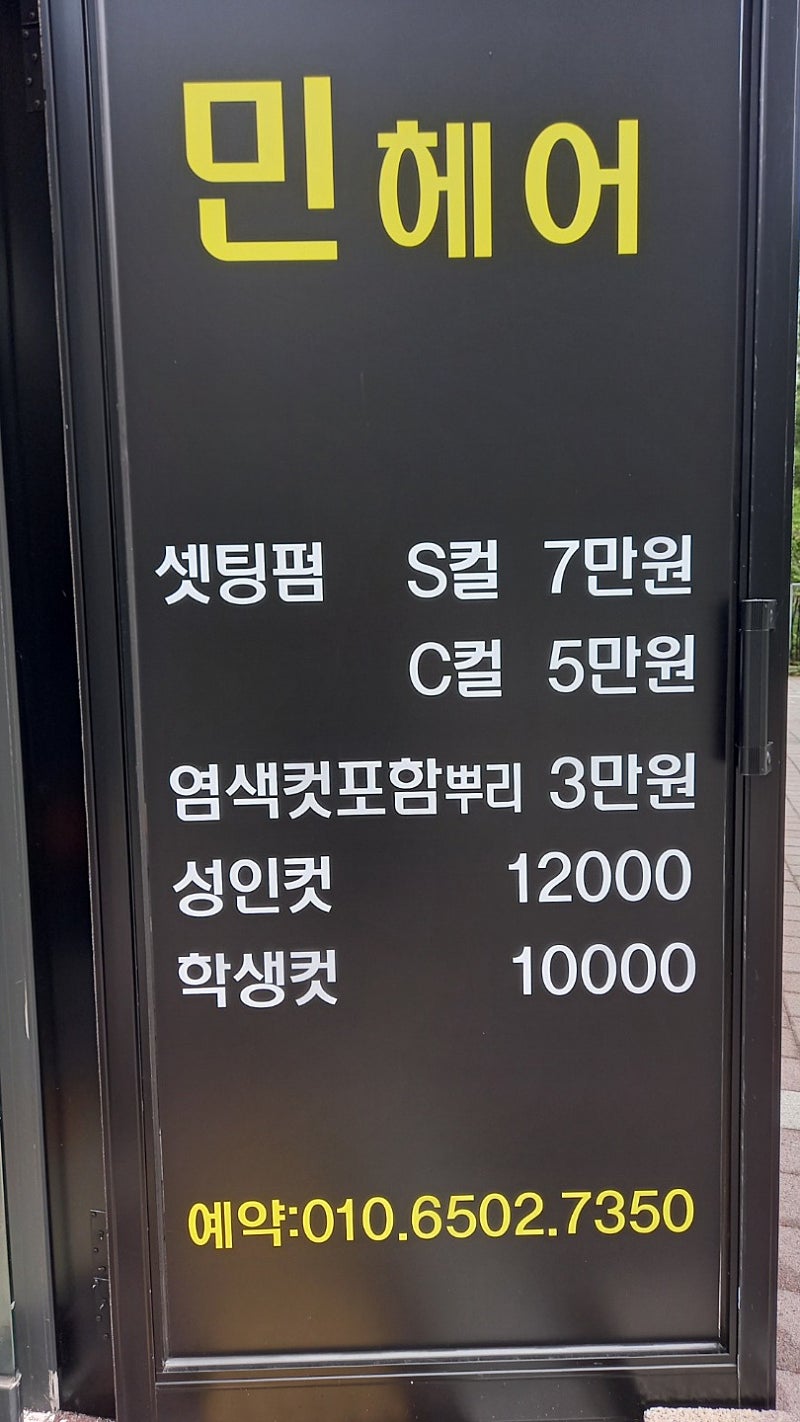 민 헤어
셋팅펌 S컬 7만원
C컬 5만원
염색컷포함뿌리 3만원
성인컷 12000
학생컷 10000
예약:010.6502.7350